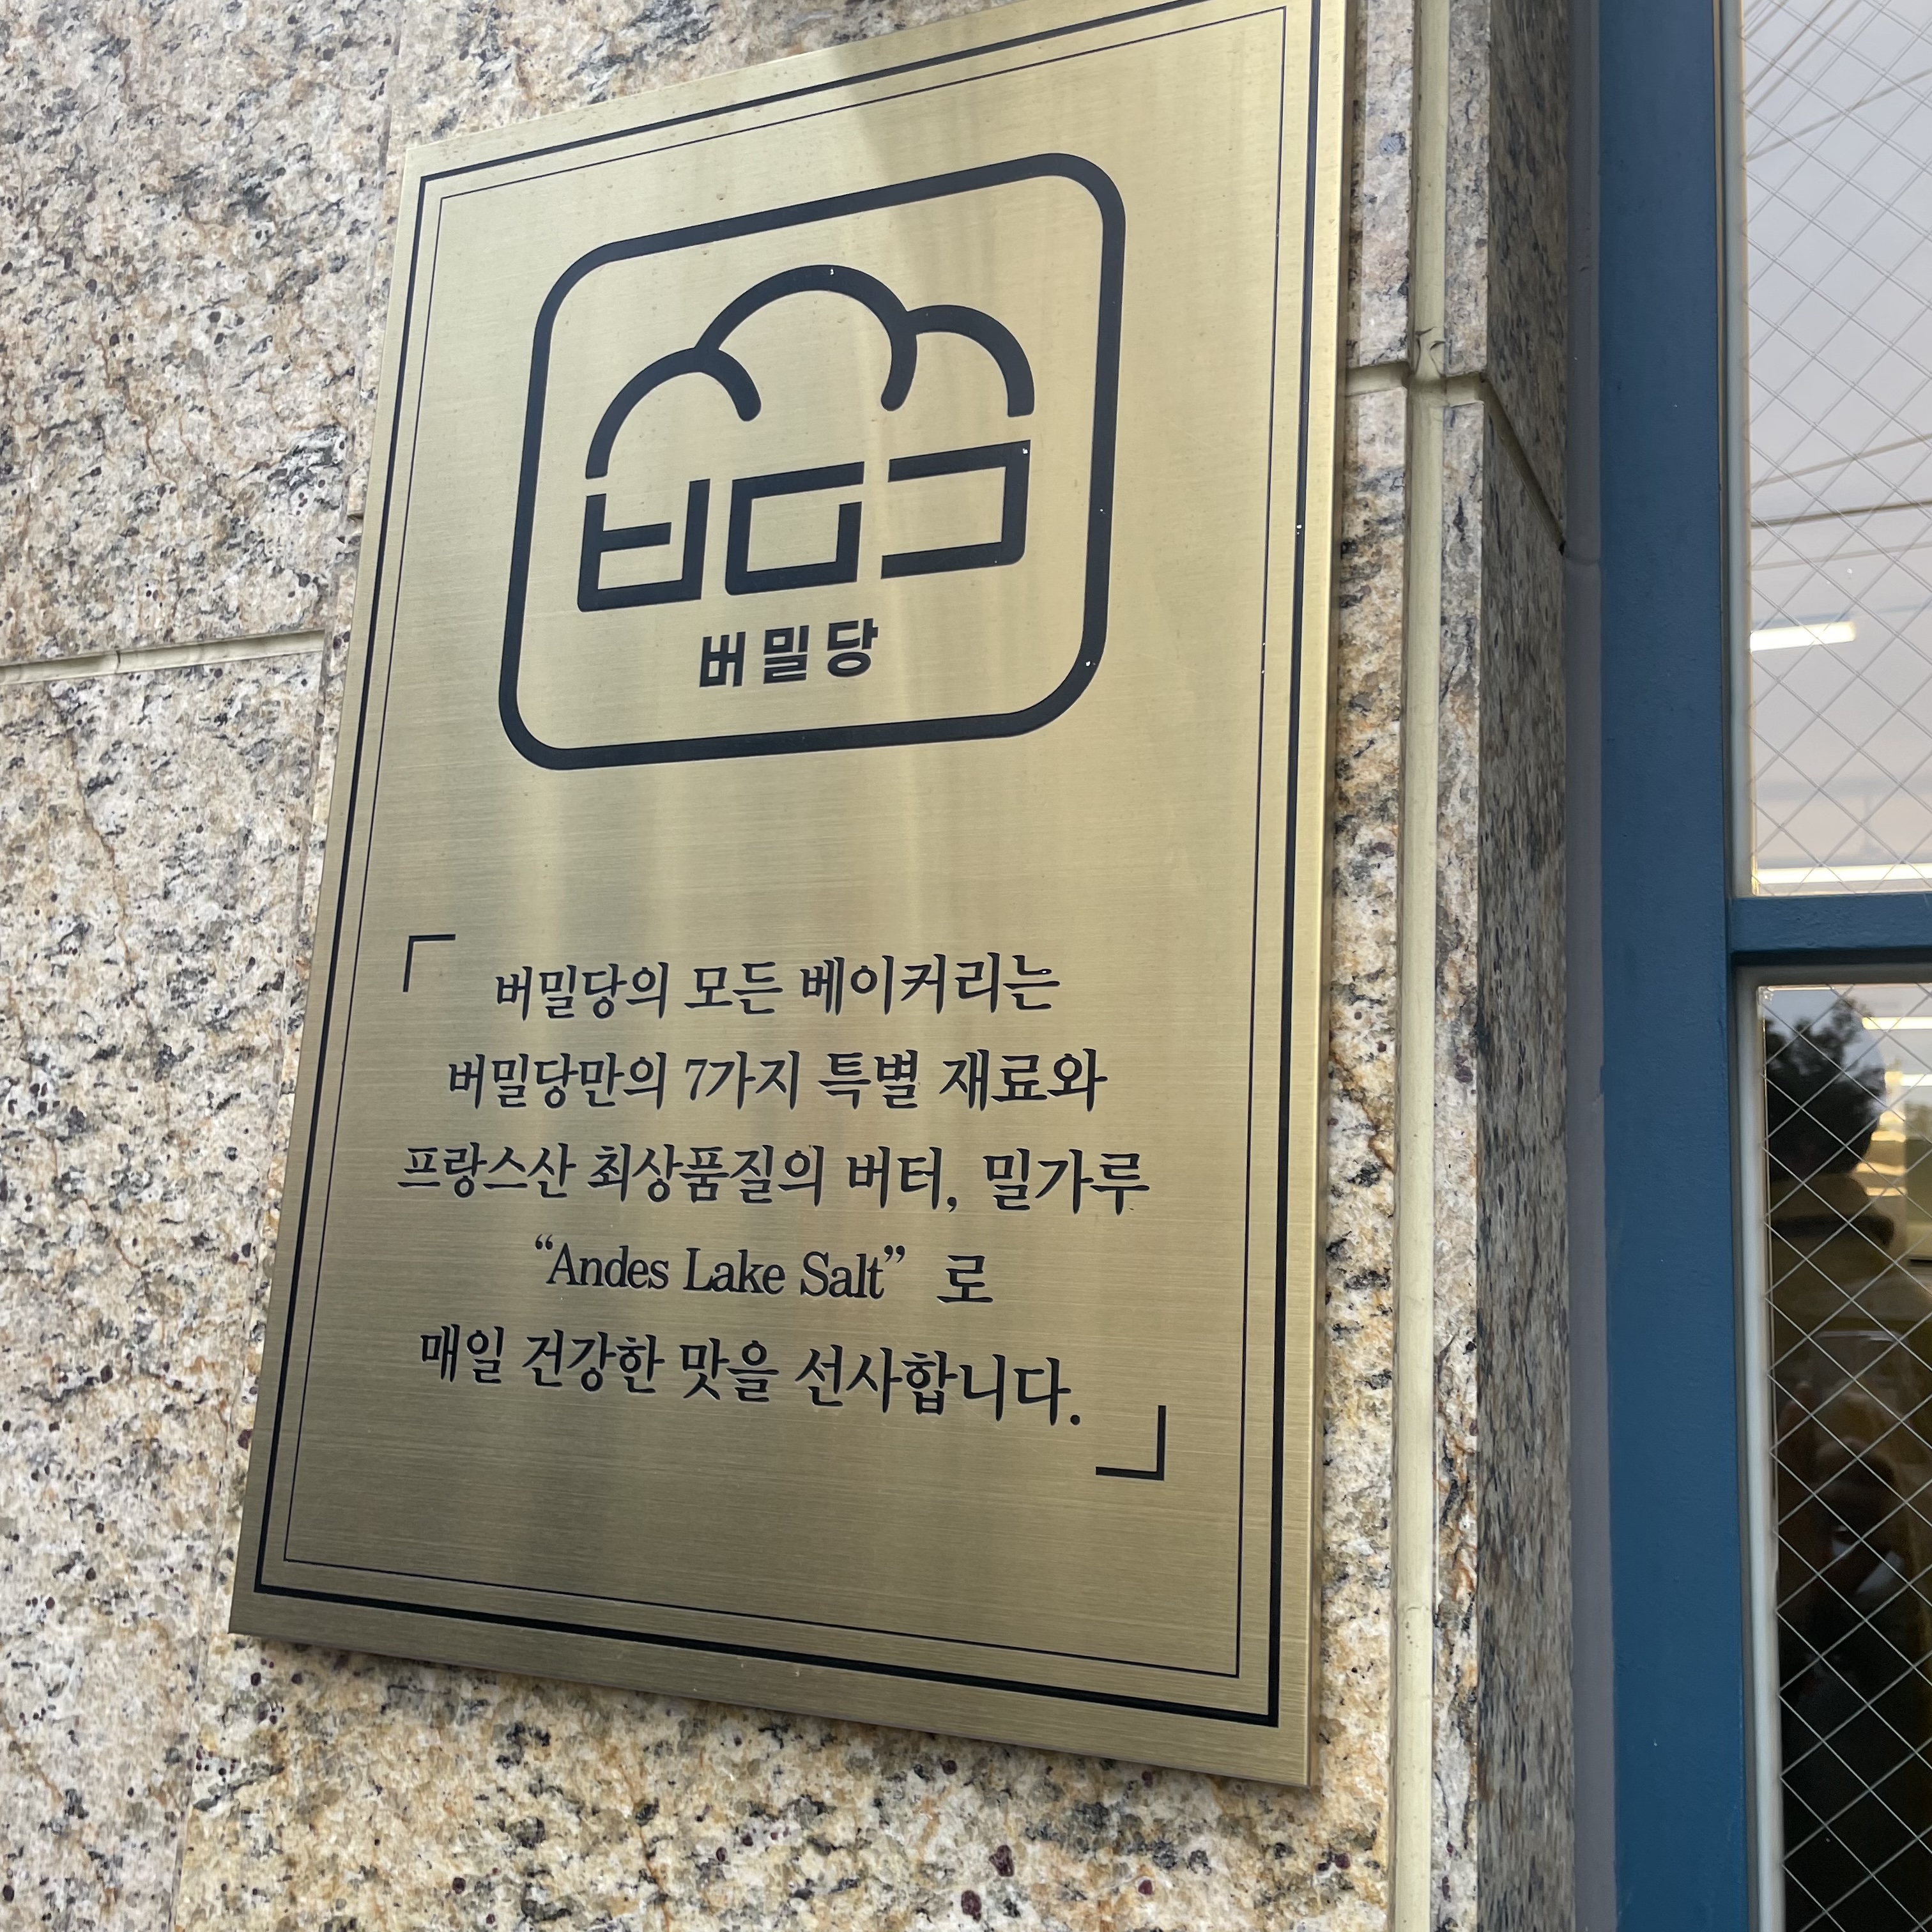 ㅂㅁㄷ
버밀당
「버밀당의 모든 베이커리는
버밀당만의 7가지 특별 재료와
프랑스산 최상품질의 버터, 밀가루
“Andes Lake Salt” 로
매일 건강한 맛을 선사합니다.」